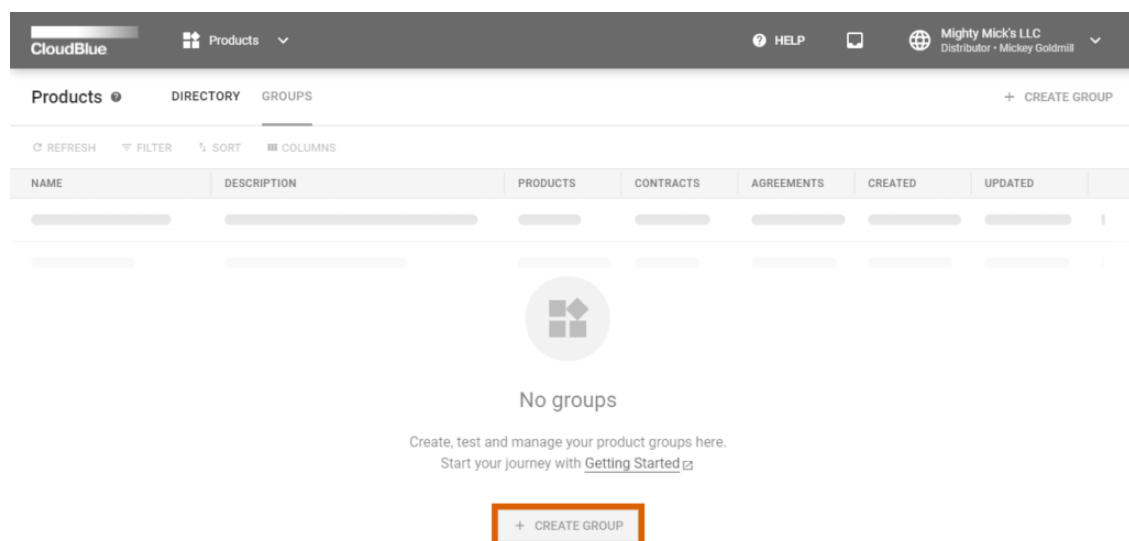 CloudBlue
Products
HELP
Mighty Mick's LLC
Distributor • Mickey Goldmill
Products
DIRECTORY
GROUPS
+ CREATE GROUP
REFRESH
FILTER
SORT
COLUMNS
NAME
DESCRIPTION
PRODUCTS
CONTRACTS
AGREEMENTS
CREATED
UPDATED
No groups
Create, test and manage your product groups here.
Start your journey with Getting Started
+ CREATE GROUP